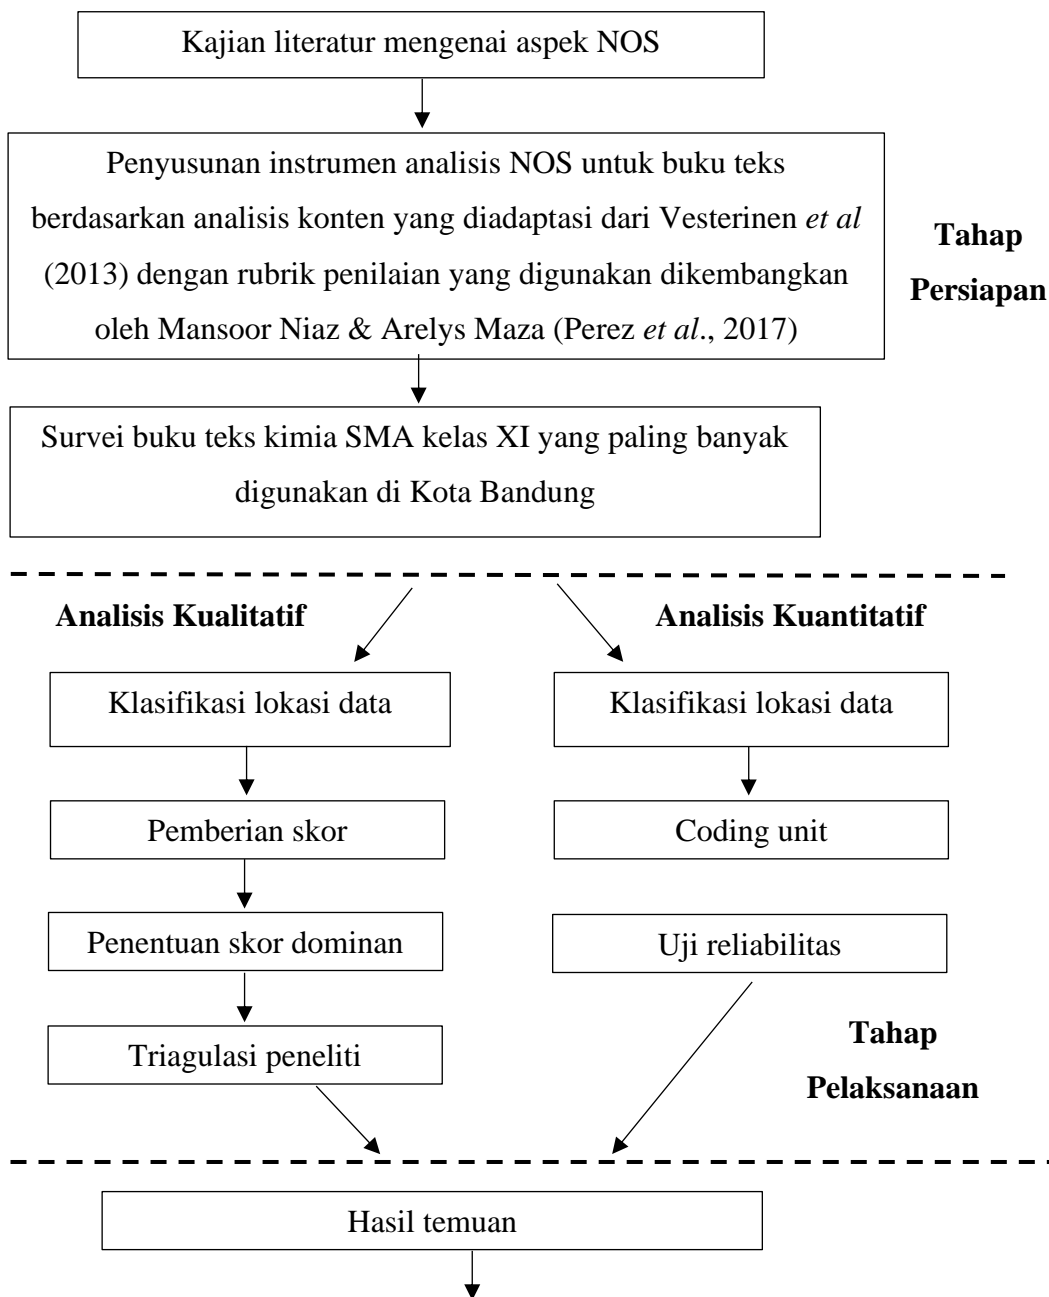 Kajian literatur mengenai aspek NOS
Penyusunan instrumen analisis NOS untuk buku teks
berdasarkan analisis konten yang diadaptasi dari Vesterinen et al
(2013) dengan rubrik penilaian yang digunakan dikembangkan
oleh Mansoor Niaz & Arelys Maza (Perez et al., 2017)
Tahap
Persiapan
Survei buku teks kimia SMA kelas XI yang paling banyak
digunakan di Kota Bandung
Analisis Kualitatif
Analisis Kuantitatif
Klasifikasi lokasi data
Klasifikasi lokasi data
Pemberian skor
Coding unit
Penentuan skor dominan
Uji reliabilitas
Triagulasi peneliti
Tahap
Pelaksanaan
Hasil temuan